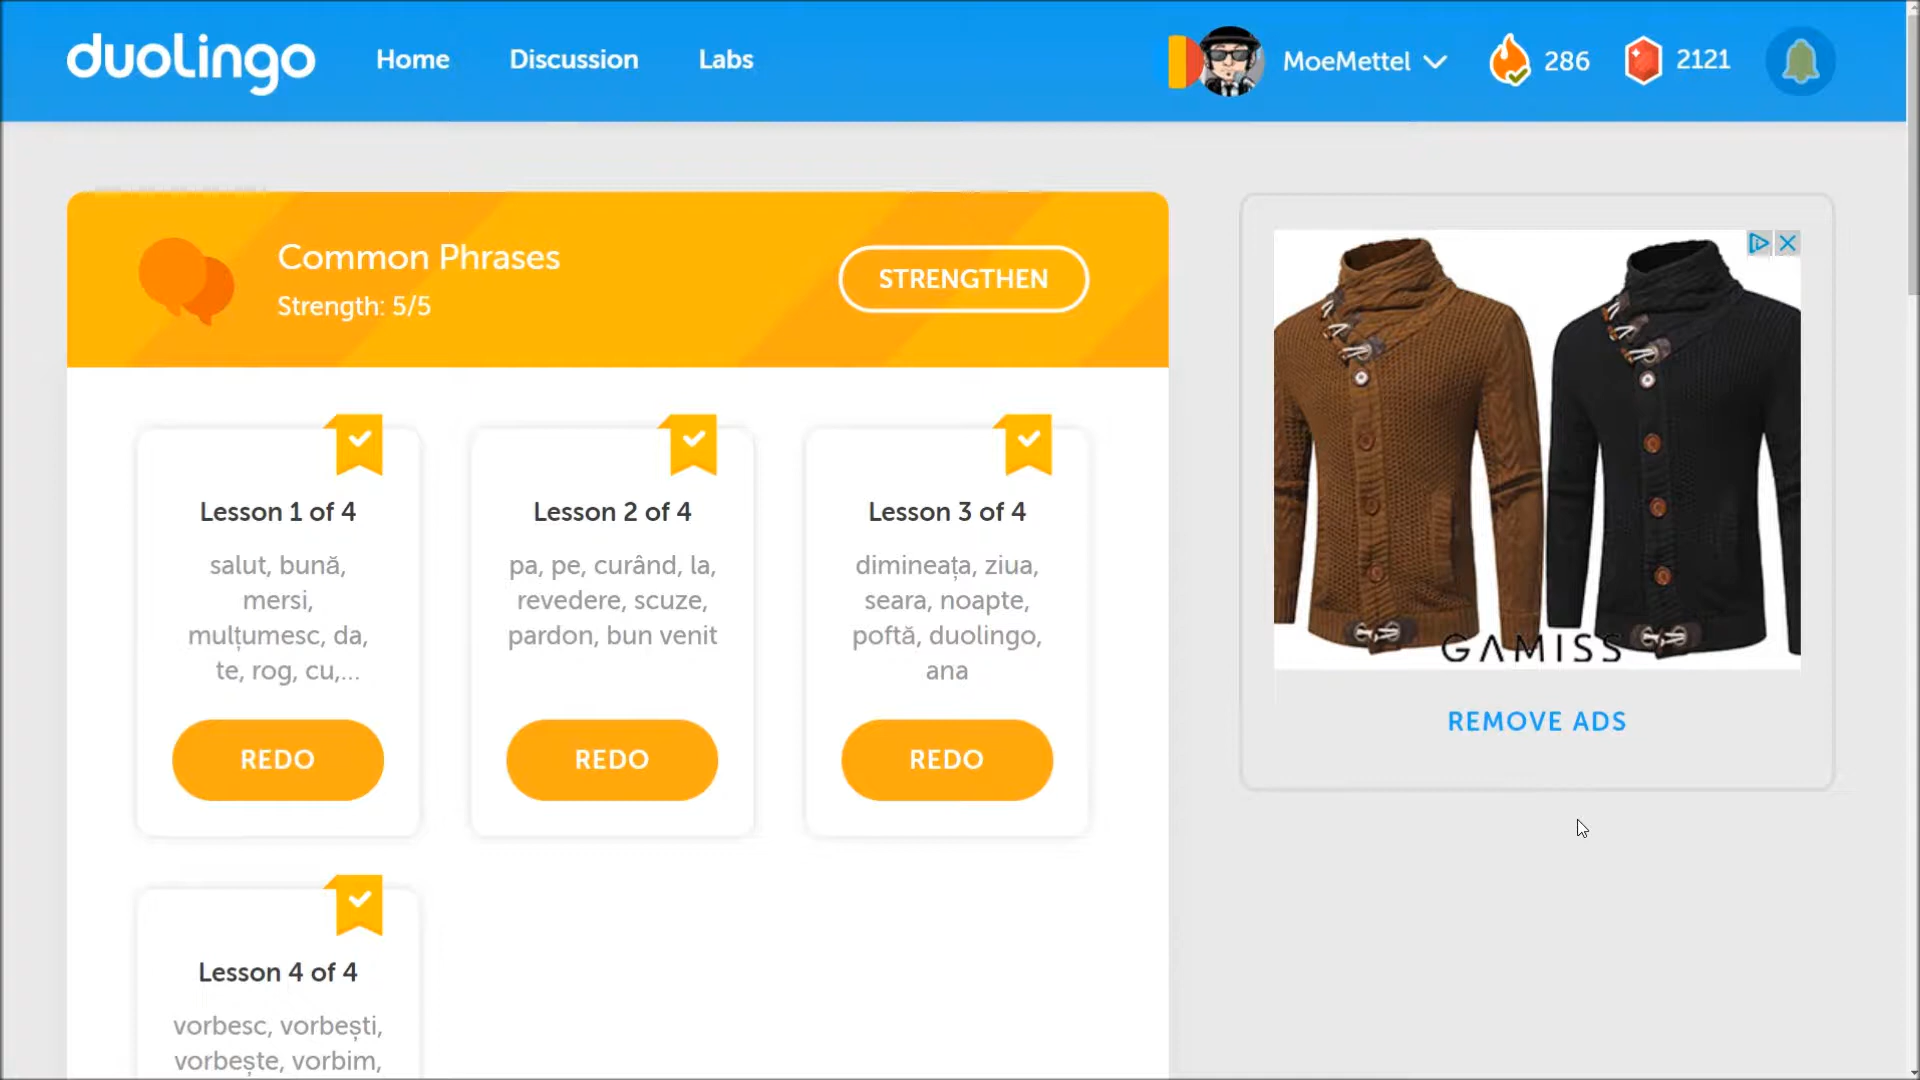 duolingo
Home
Discussion
Labs
MoeMettel
286
2121
Common Phrases
Strength: 5/5
STRENGTHEN
Lesson 1 of 4
salut, bună,
mersi,
mulțumesc, da,
te, rog, cu,...
REDO
Lesson 2 of 4
pa, pe, curând, la,
revedere, scuze,
pardon, bun venit
REDO
Lesson 3 of 4
dimineața, ziua,
seara, noapte,
poftă, duolingo,
ana
REDO
Lesson 4 of 4
vorbesc, vorbești,
vorbește, vorbim,
GAMISS
REMOVE ADS